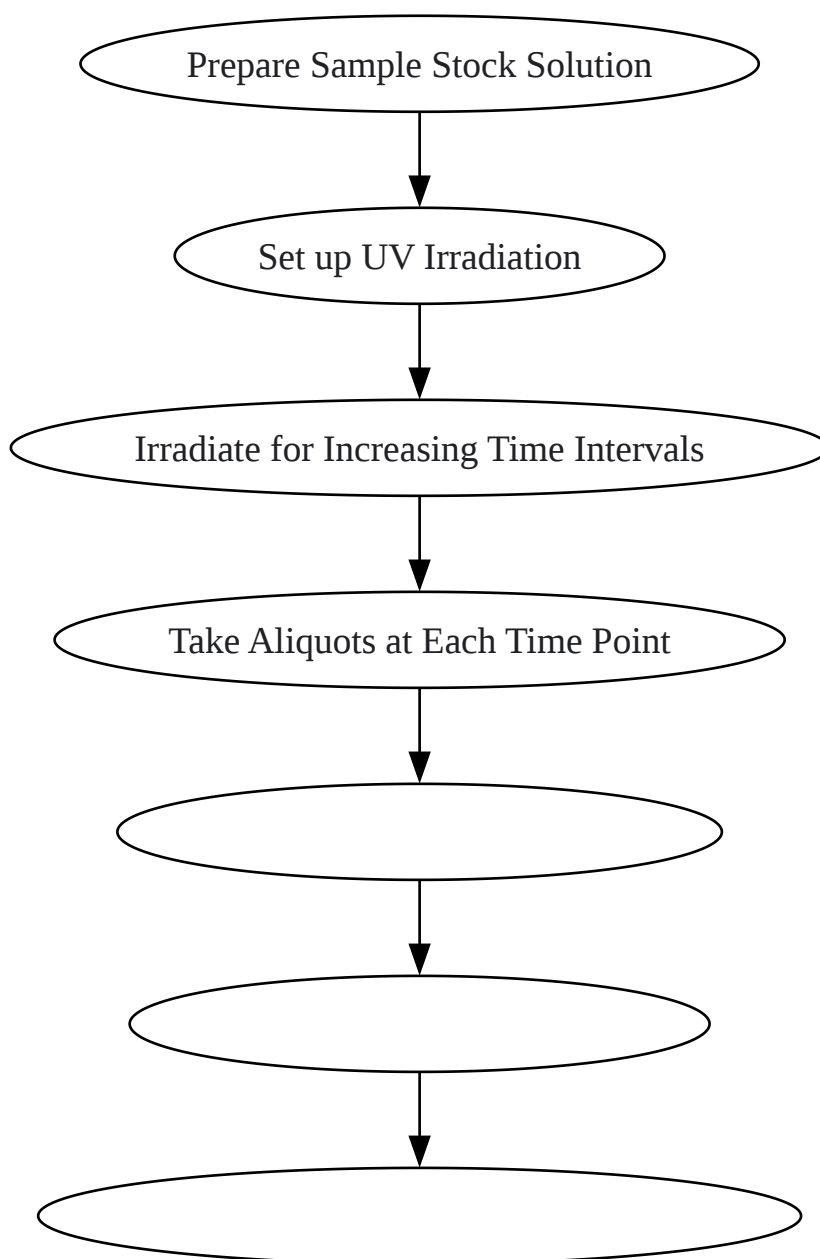 Prepare Sample Stock Solution
Set up UV Irradiation
Irradiate for Increasing Time Intervals
Take Aliquots at Each Time Point